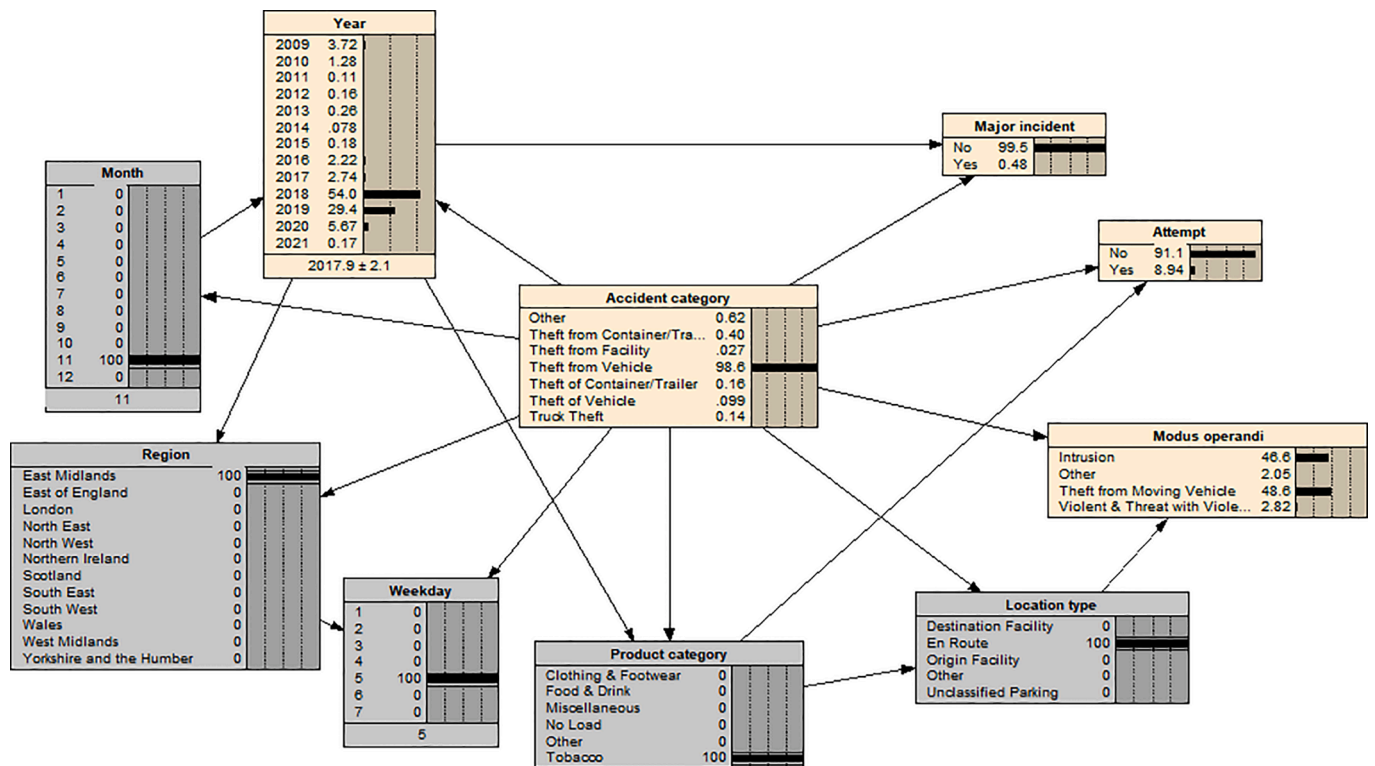 Year
2009 3.72
2010 1.28
2011 0.11
2012 0.16
2013 0.26
2014 .078
2015 0.18
2016 2.22
2017 2.74
2018 54.0
2019 29.4
2020 5.67
2021 0.17
2017.9 ± 2.1
Major incident
No 99.5
Yes 0.48
Month
1 0
2 0
3 0
4 0
5 0
6 0
7 0
8 0
9 0
10 0
11 100
12 0
11
Attempt
No 91.1
Yes 8.94
Accident category
Other 0.62
Theft from Container/Tra... 0.40
Theft from Facility .027
Theft from Vehicle 98.6
Theft of Container/Trailer 0.16
Theft of Vehicle .099
Truck Theft 0.14
Modus operandi
Intrusion 46.6
Other 2.05
Theft from Moving Vehicle 48.6
Violent & Threat with Viole... 2.82
Region
East Midlands 100
East of England 0
London 0
North East 0
North West 0
Northern Ireland 0
Scotland 0
South East 0
South West 0
Wales 0
West Midlands 0
Yorkshire and the Humber 0
Weekday
1 0
2 0
3 0
4 0
5 100
6 0
7 0
5
Product category
Clothing & Footwear 0
Food & Drink 0
Miscellaneous 0
No Load 0
Other 0
Tobacco 100
Location type
Destination Facility 0
En Route 100
Origin Facility 0
Other 0
Unclassified Parking 0